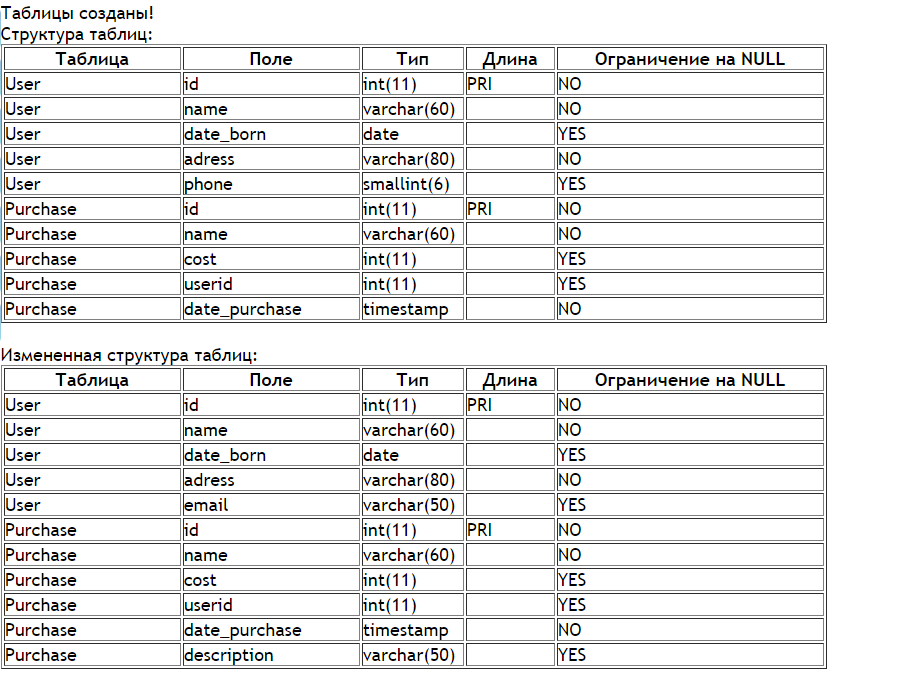 Таблицы созданы!
Структура таблиц:
Таблица Поле Тип Длина Ограничение на NULL
User id int(11) PRI NO
User name varchar(60) NO
User date_born date YES
User adress varchar(80) NO
User phone smallint(6) YES
Purchase id int(11) PRI NO
Purchase name varchar(60) NO
Purchase cost int(11) YES
Purchase userid int(11) YES
Purchase date_purchase timestamp NO
Измененная структура таблиц:
Таблица Поле Тип Длина Ограничение на NULL
User id int(11) PRI NO
User name varchar(60) NO
User date_born date YES
User adress varchar(80) NO
User email varchar(50) YES
Purchase id int(11) PRI NO
Purchase name varchar(60) NO
Purchase cost int(11) YES
Purchase userid int(11) YES
Purchase date_purchase timestamp NO
Purchase description varchar(50) YES